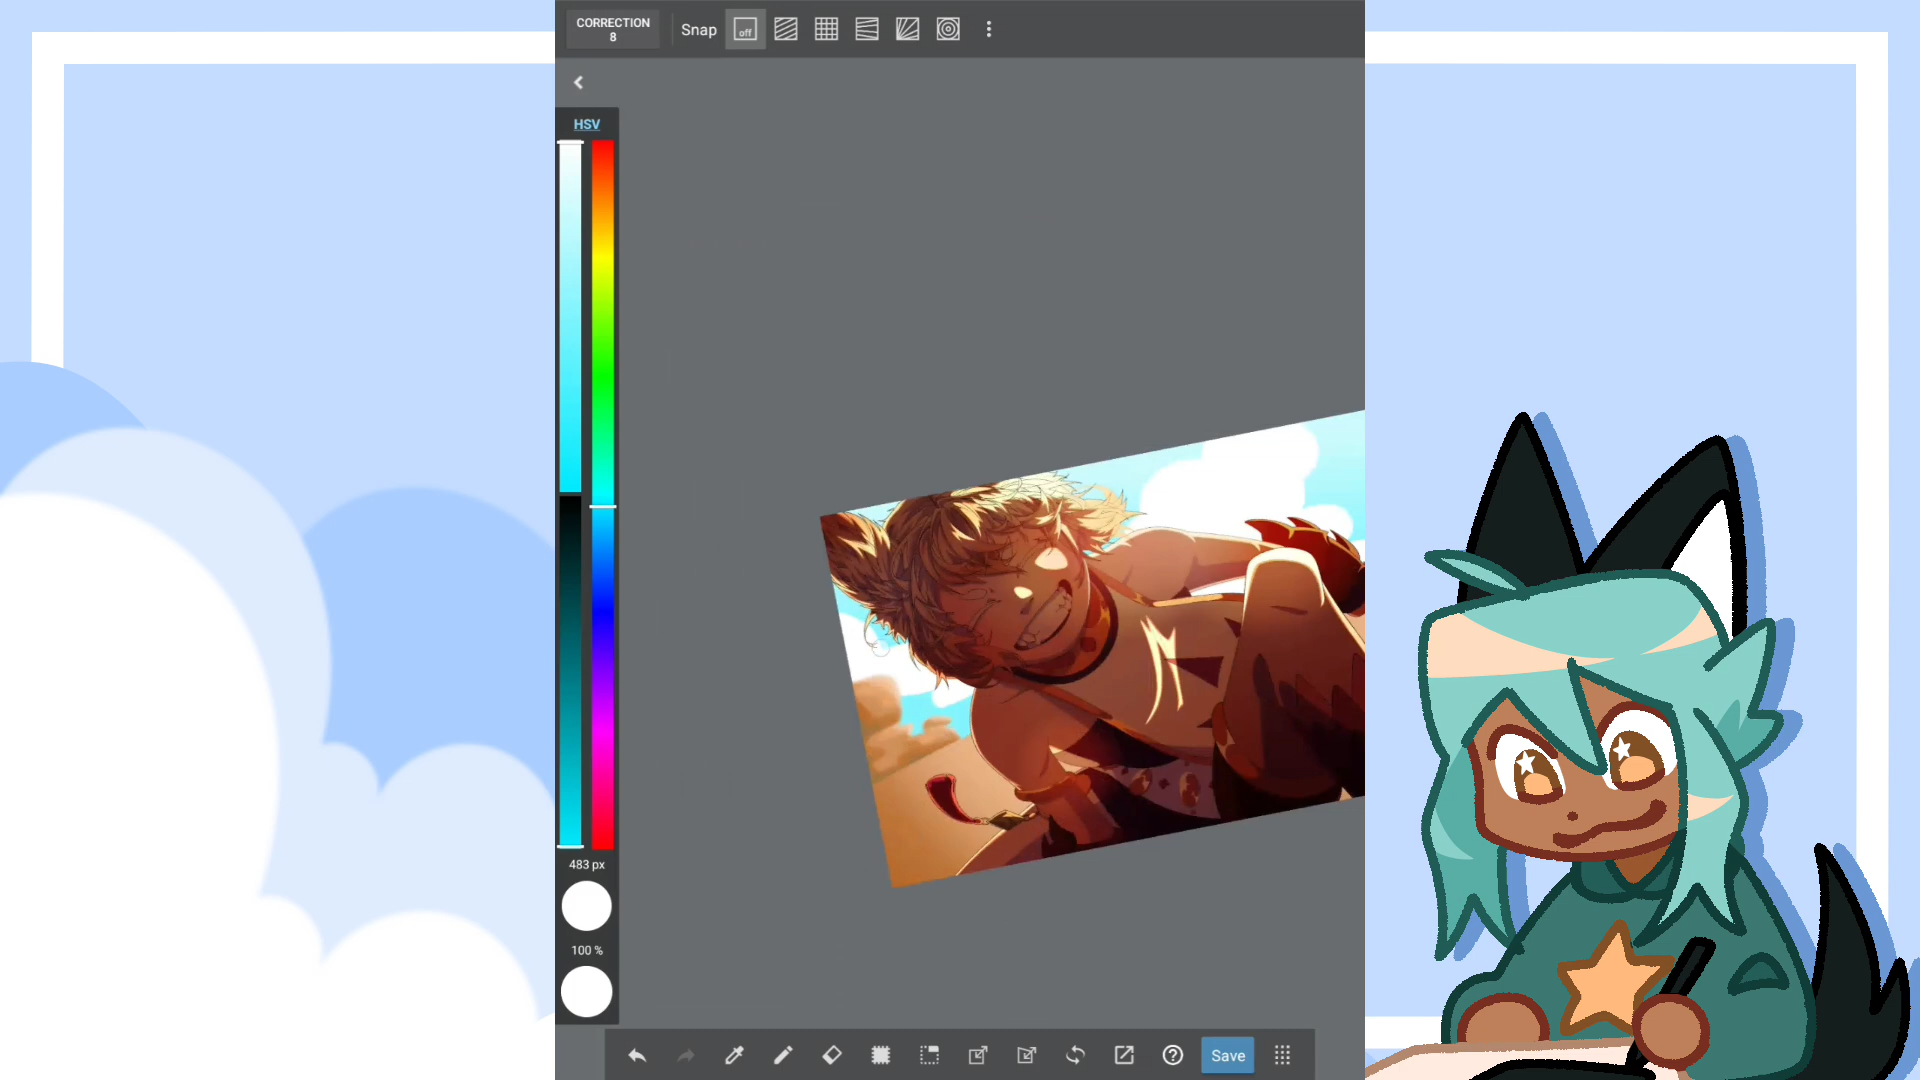 CORRECTION
8
Snap
off
HSV
483 px
100 %
Save